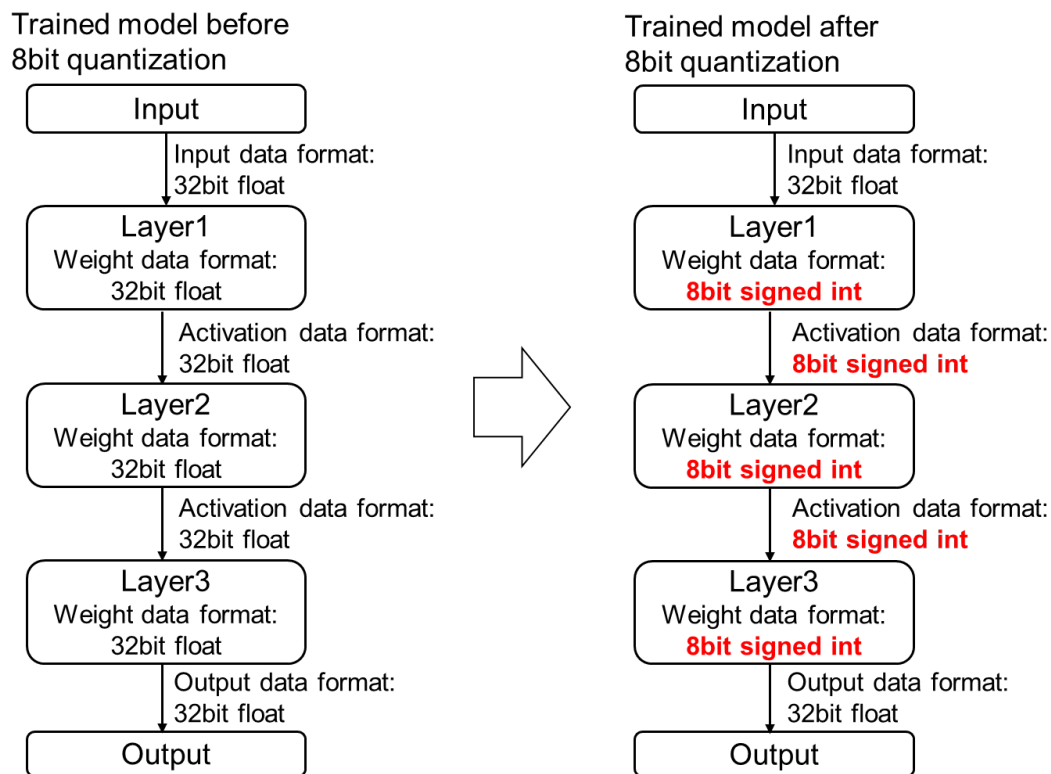 Trained model before
8bit quantization
Input
Input data format:
32bit float
Layer1
Weight data format:
32bit float
Activation data format:
32bit float
Layer2
Weight data format:
32bit float
Activation data format:
32bit float
Layer3
Weight data format:
32bit float
Output data format:
32bit float
Output
Trained model after
8bit quantization
Input
Input data format:
32bit float
Layer1
Weight data format:
8bit signed int
Activation data format:
8bit signed int
Layer2
Weight data format:
8bit signed int
Activation data format:
8bit signed int
Layer3
Weight data format:
8bit signed int
Output data format:
32bit float
Output